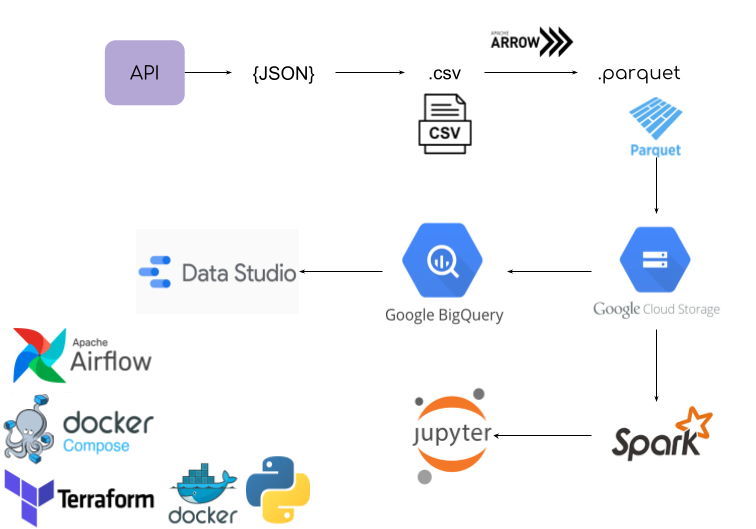 APACHE
ARROW
API
{JSON}
.csv
.parquet
CSV
Parquet
Data Studio
Google BigQuery
Google Cloud Storage
Apache
Airflow
docker
Compose
jupyter
Spark
Terraform
docker